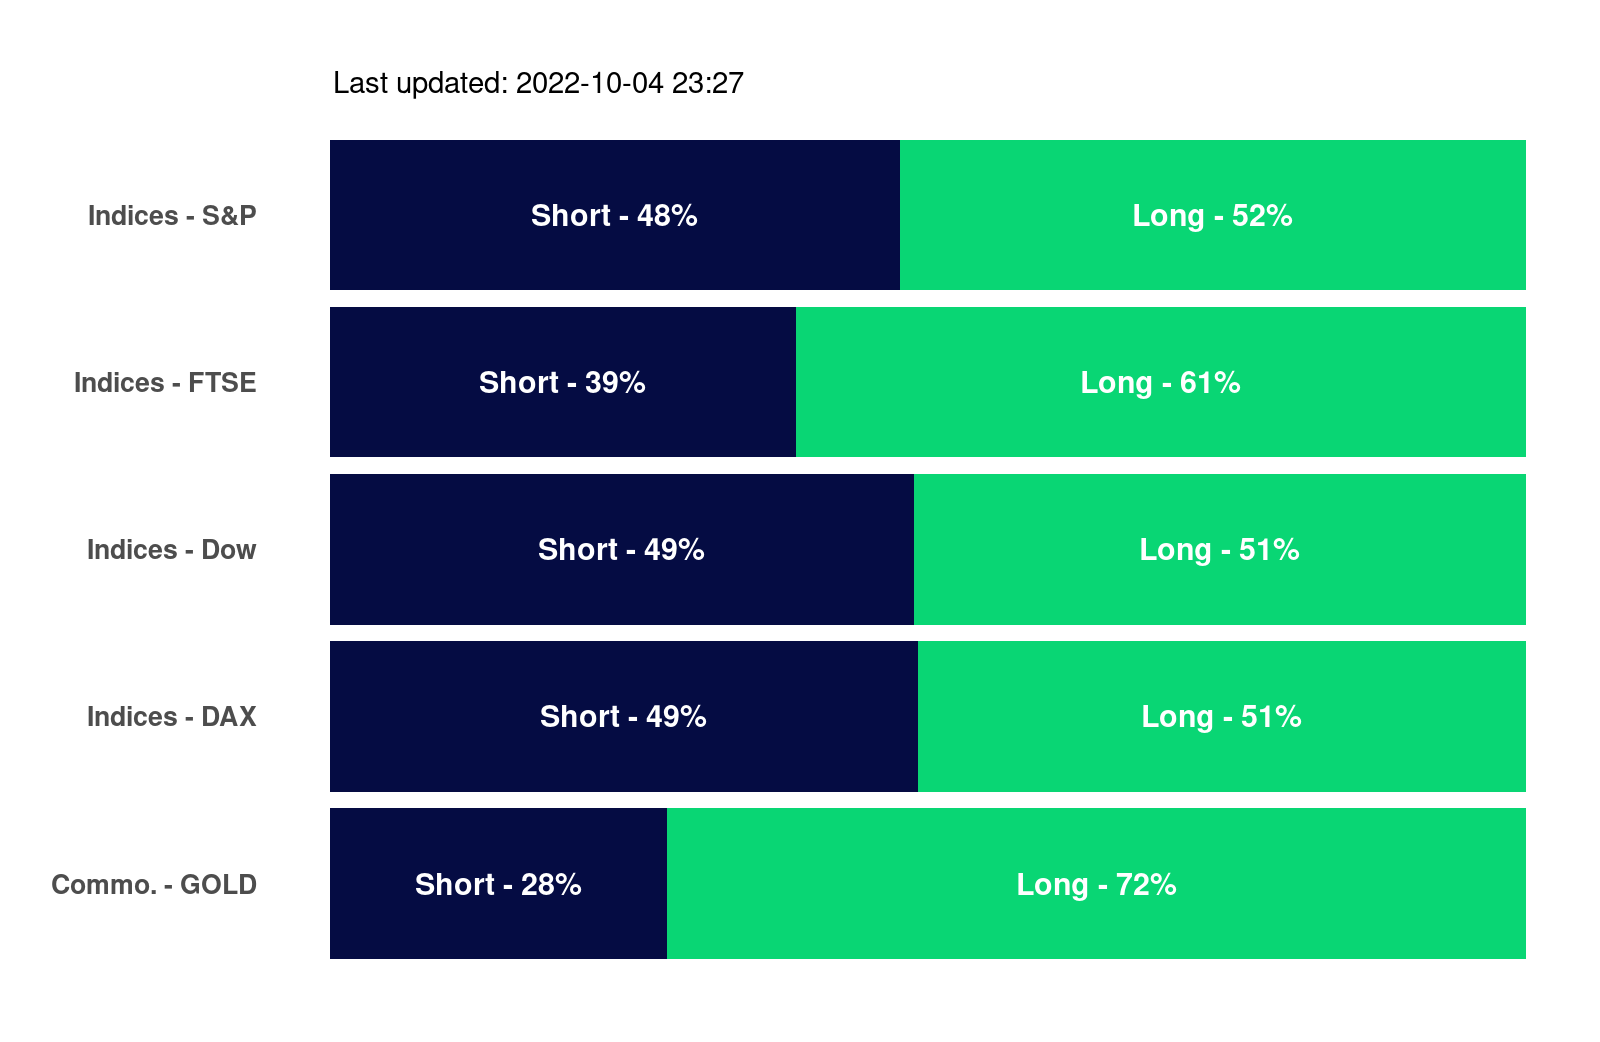 Last updated: 2022-10-04 23:27
Indices - S&P Short - 48% Long - 52%
Indices - FTSE Short - 39% Long - 61%
Indices - Dow Short - 49% Long - 51%
Indices - DAX Short - 49% Long - 51%
Commo. - GOLD Short - 28% Long - 72%